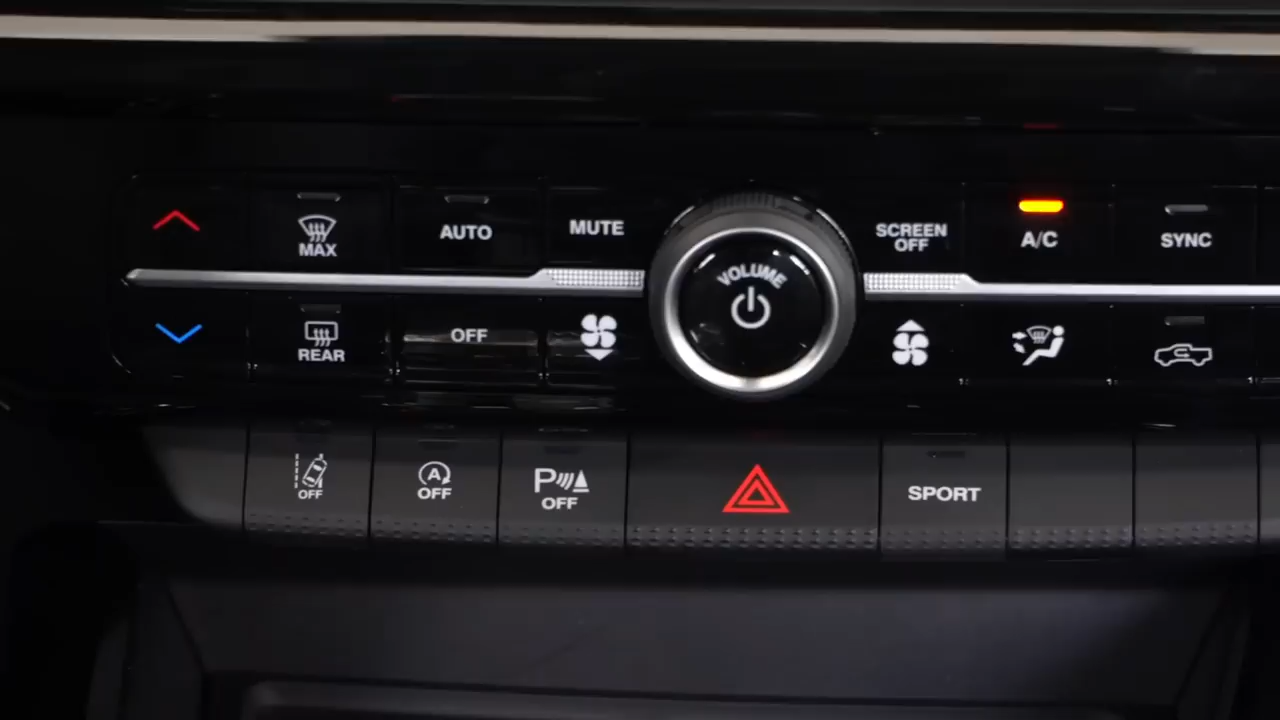 MAX
AUTO
MUTE
VOLUME
SCREEN
OFF
A/C
SYNC
REAR
OFF
OFF
A
OFF
P
OFF
SPORT